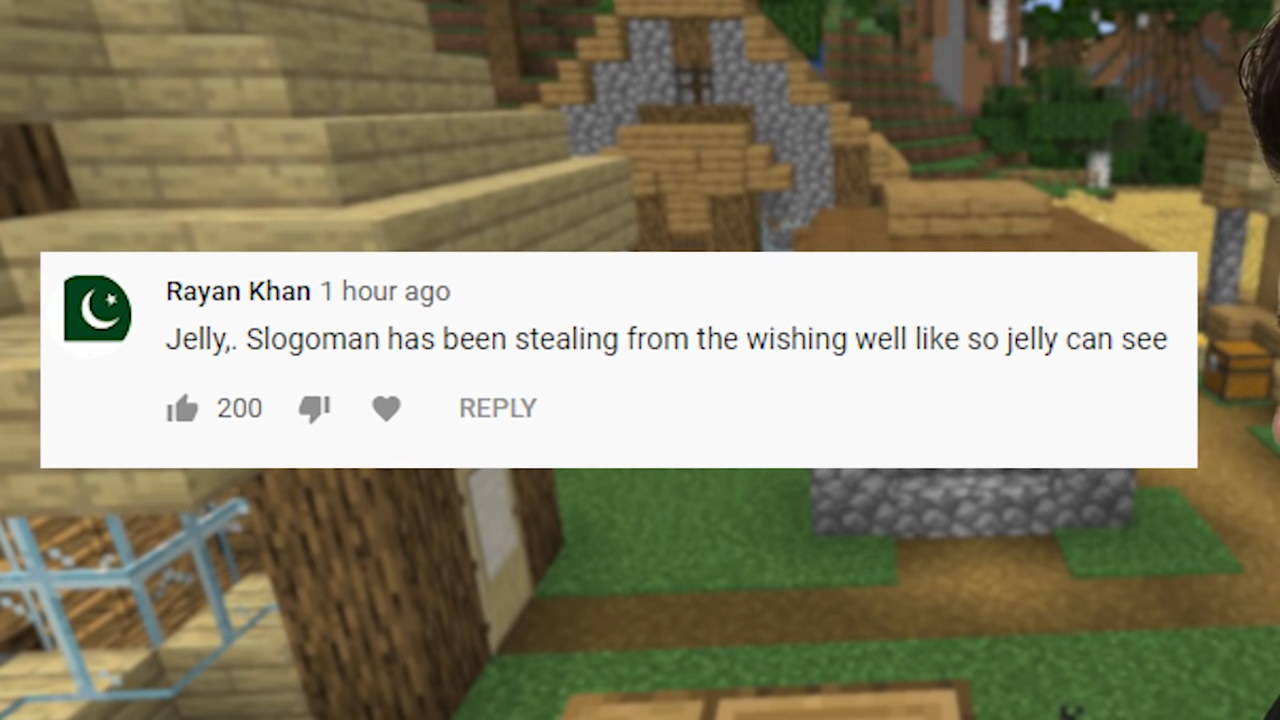 Rayan Khan 1 hour ago
Jelly,. Slogoman has been stealing from the wishing well like so jelly can see
200 REPLY